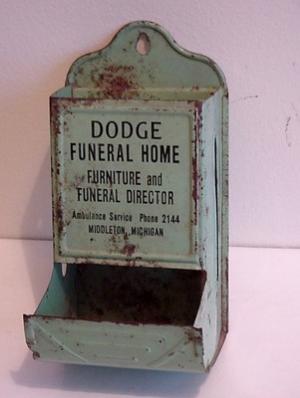 DODGE
FUNERAL HOME
FURNITURE and
FUNERAL DIRECTOR
Ambulance Service Phone 2144
MIDDLETON, MICHIGAN